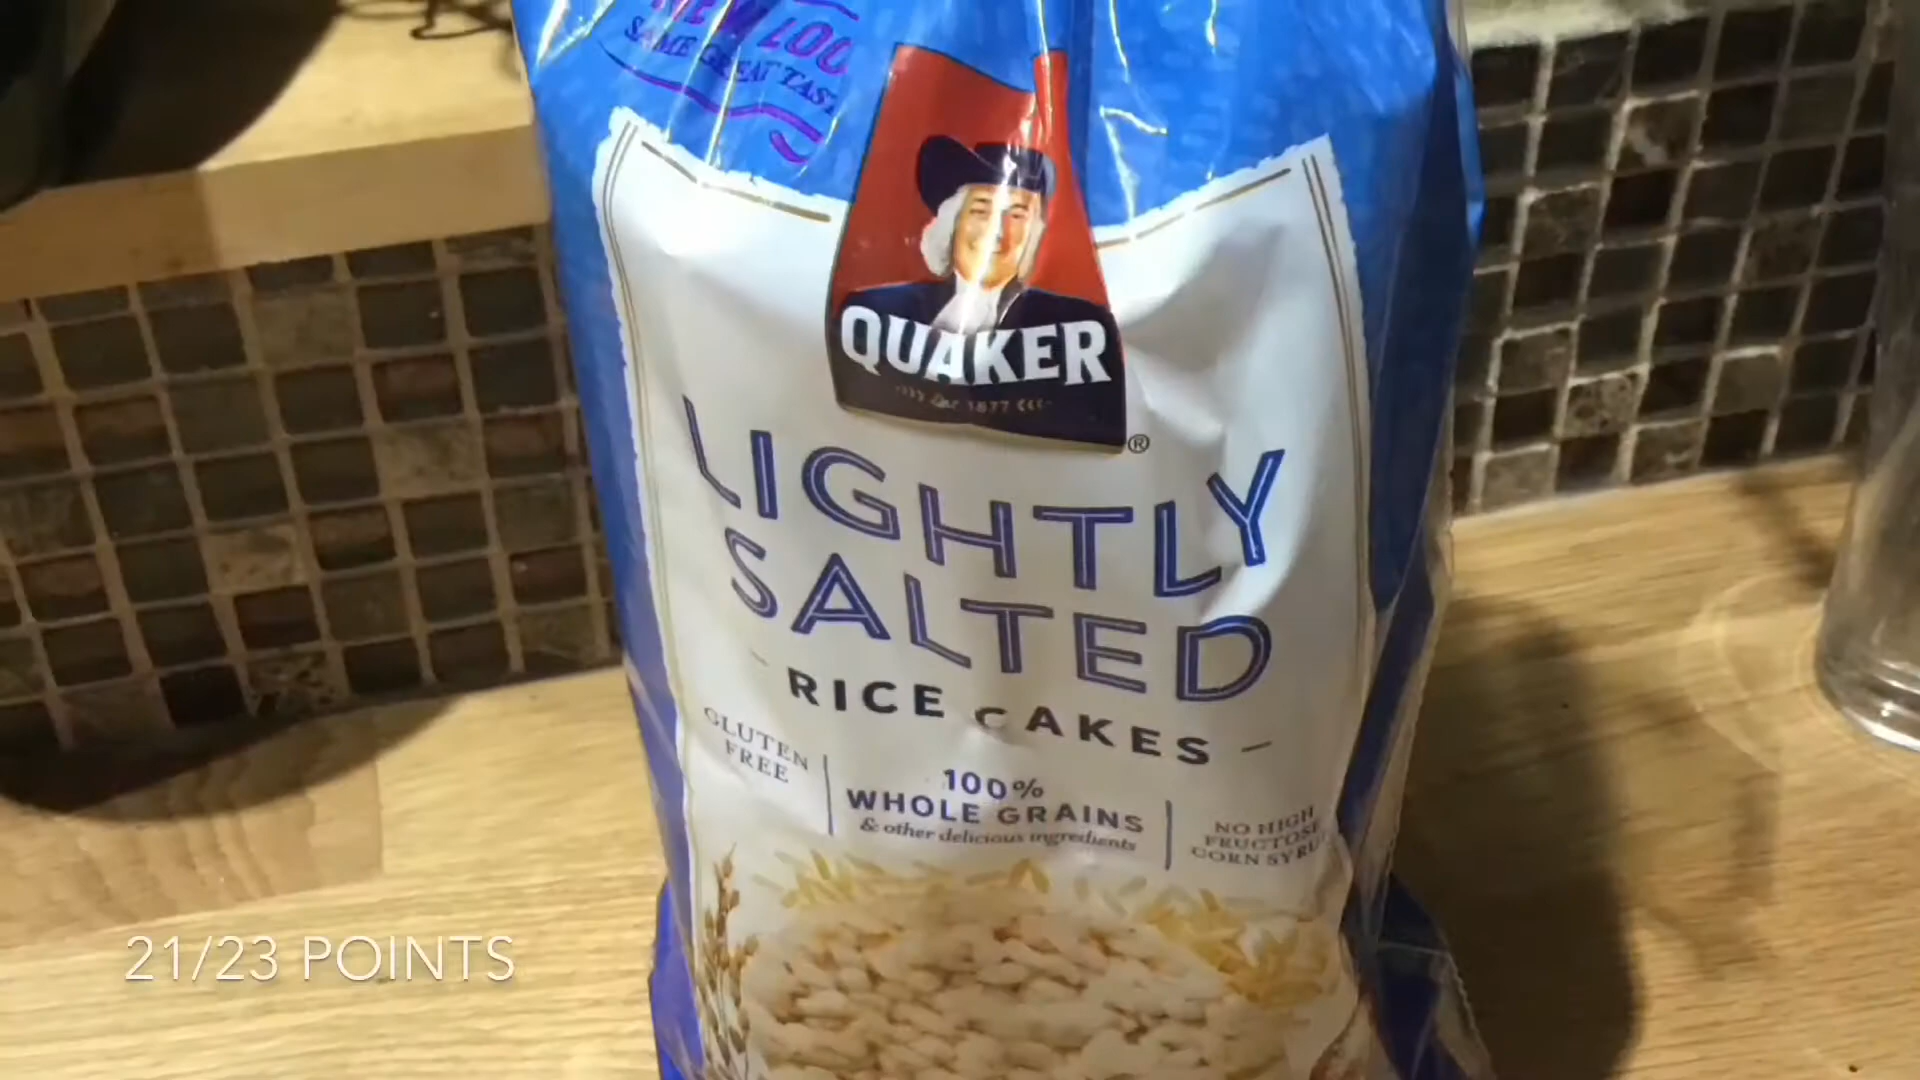 NEW LOO
SAME GREAT TAST
QUAKER
EST. 1877
®
LIGHTLY
SALTED
- RICE CAKES -
GLUTEN
FREE
100%
WHOLE GRAINS
& other delicious ingredients
NO HIGH
FRUCTOSE
CORN SYRU
21/23 POINTS